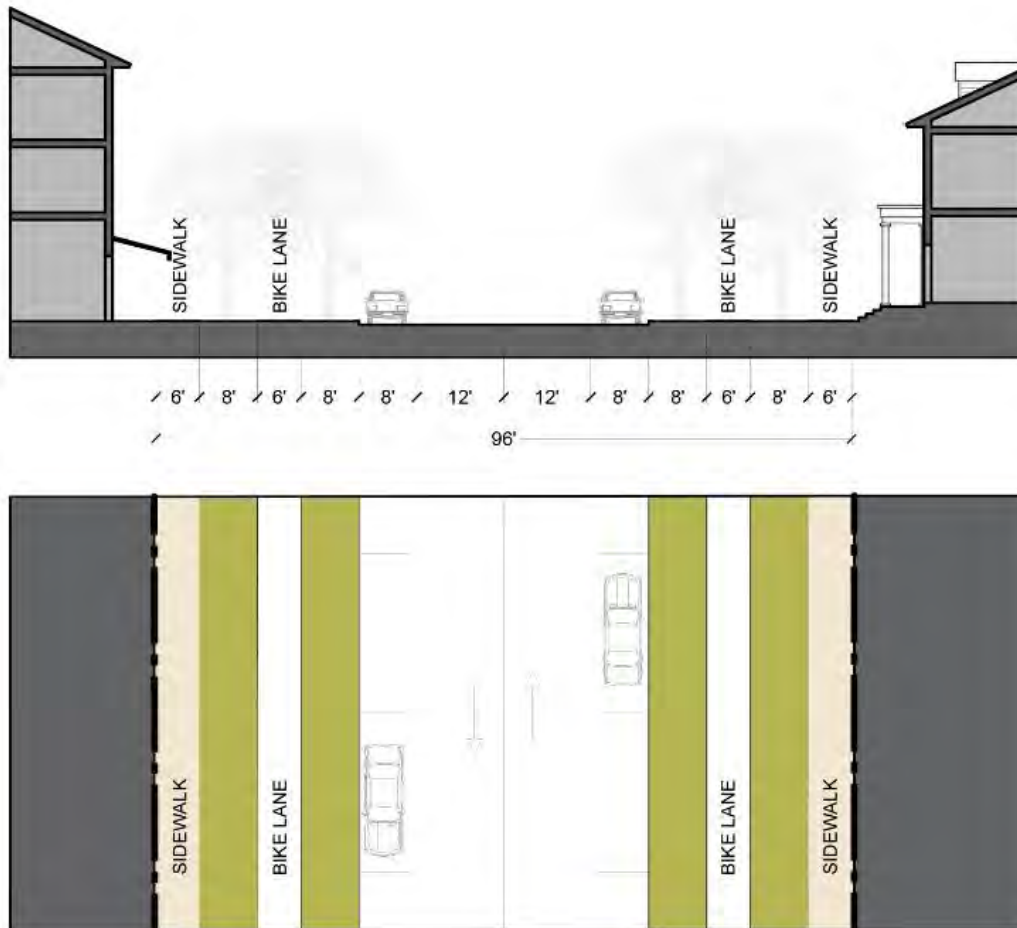 SIDEWALK
BIKE LANE
BIKE LANE
SIDEWALK
6' 8' 6' 8' 8' 12' 12' 8' 8' 6' 8' 6'
96'
SIDEWALK
BIKE LANE
BIKE LANE
SIDEWALK